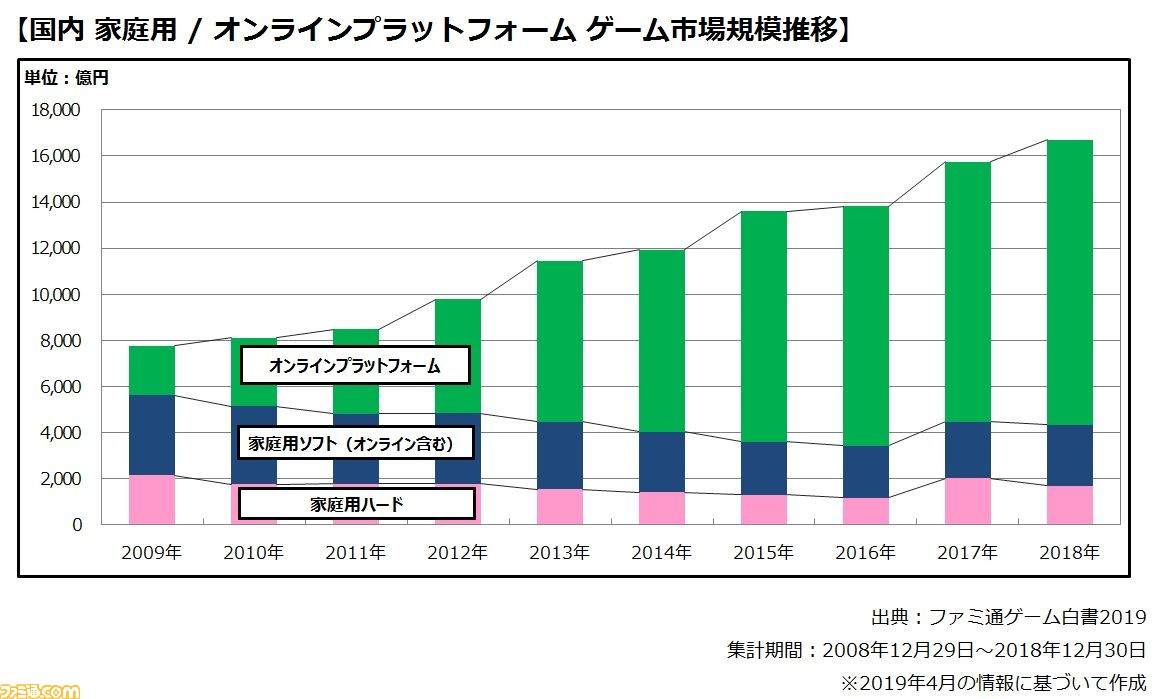 【国内 家庭用 / オンラインプラットフォーム ゲーム市場規模推移】
単位：億円
18,000
16,000
14,000
12,000
10,000
8,000
6,000
4,000
2,000
0
オンラインプラットフォーム
家庭用ソフト（オンライン含む）
家庭用ハード
2009年 2010年 2011年 2012年 2013年 2014年 2015年 2016年 2017年 2018年
出典：ファミ通ゲーム白書2019
集計期間：2008年12月29日～2018年12月30日
※2019年4月の情報に基づいて作成
ファミ通.com